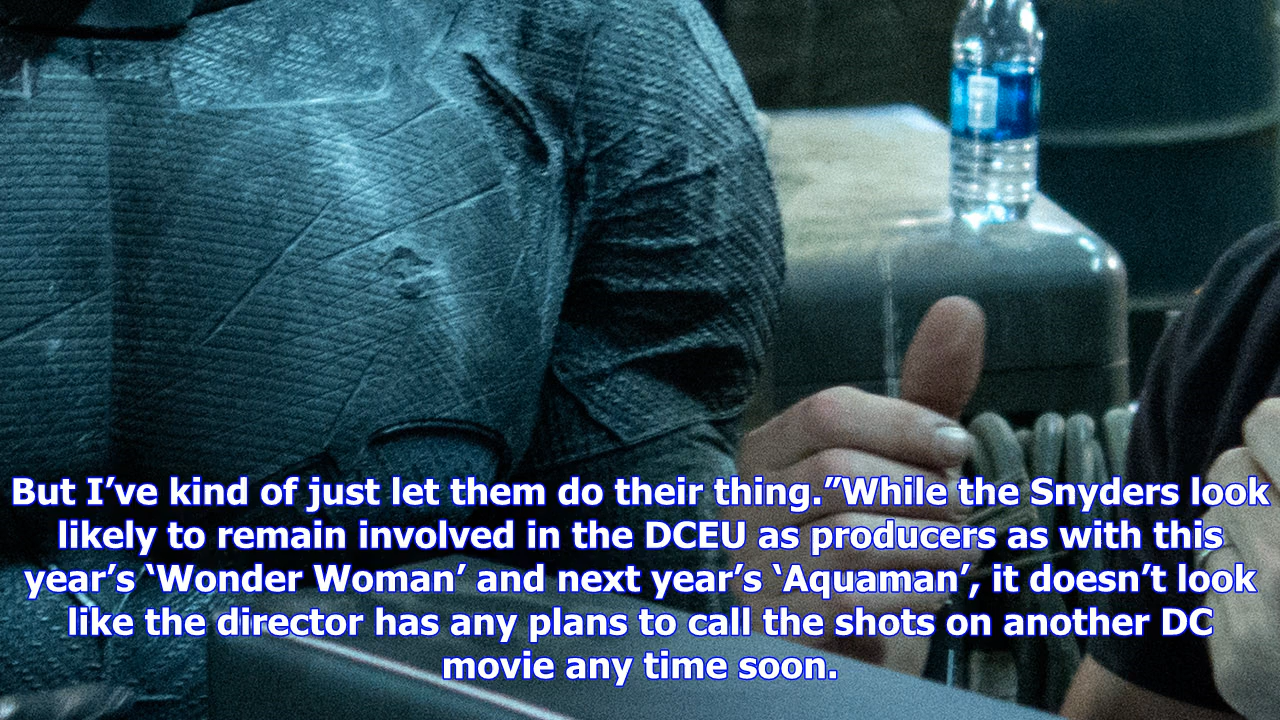 But I’ve kind of just let them do their thing.”While the Snyders look
likely to remain involved in the DCEU as producers as with this
year’s ‘Wonder Woman’ and next year’s ‘Aquaman’, it doesn’t look
like the director has any plans to call the shots on another DC
movie any time soon.